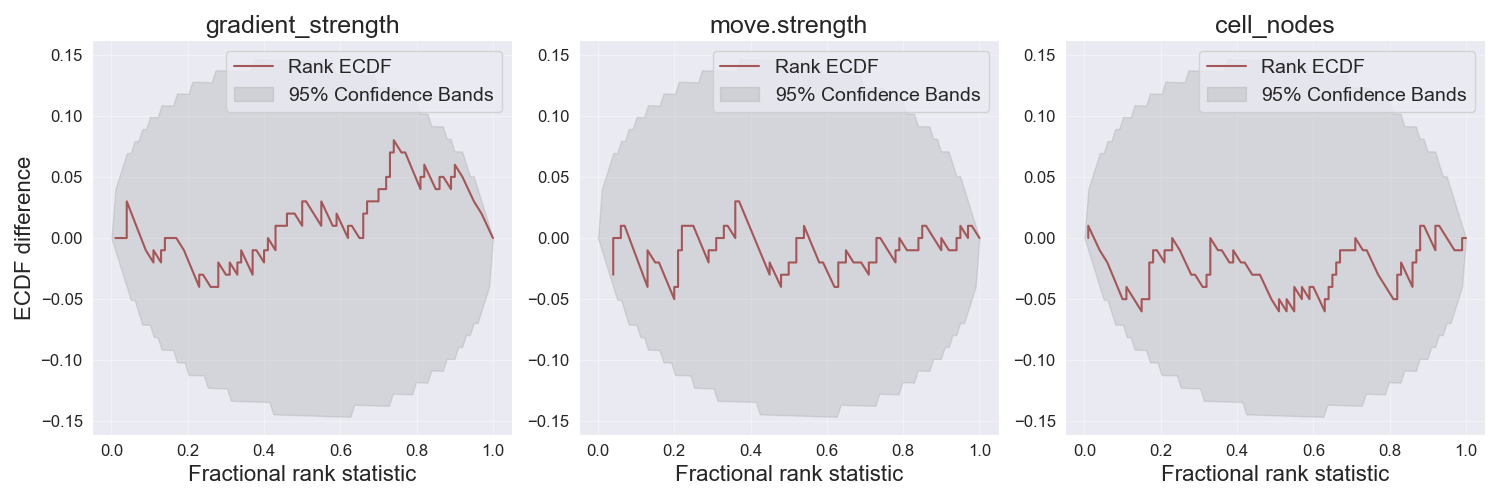 gradient_strength
move.strength
cell_nodes
Rank ECDF
95% Confidence Bands
Rank ECDF
95% Confidence Bands
Rank ECDF
95% Confidence Bands
ECDF difference
0.15
0.10
0.05
0.00
−0.05
−0.10
−0.15
0.0 0.2 0.4 0.6 0.8 1.0
Fractional rank statistic
0.15
0.10
0.05
0.00
−0.05
−0.10
−0.15
0.0 0.2 0.4 0.6 0.8 1.0
Fractional rank statistic
0.15
0.10
0.05
0.00
−0.05
−0.10
−0.15
0.0 0.2 0.4 0.6 0.8 1.0
Fractional rank statistic